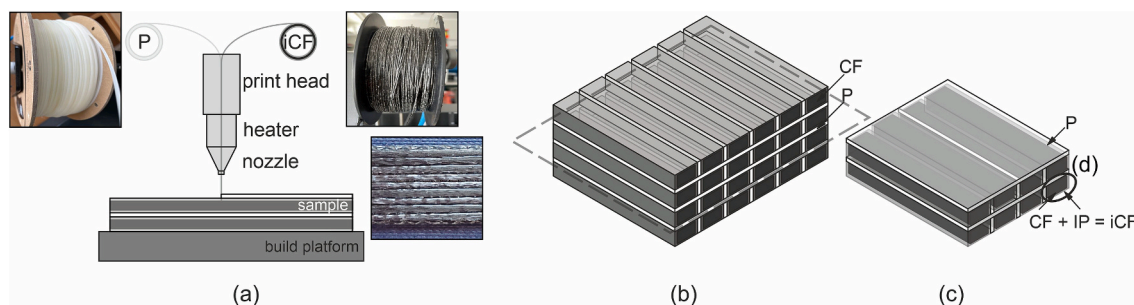 P
iCF
print head
heater
nozzle
sample
build platform
(a)
CF
P
(b)
P
(d)
CF + IP = iCF
(c)